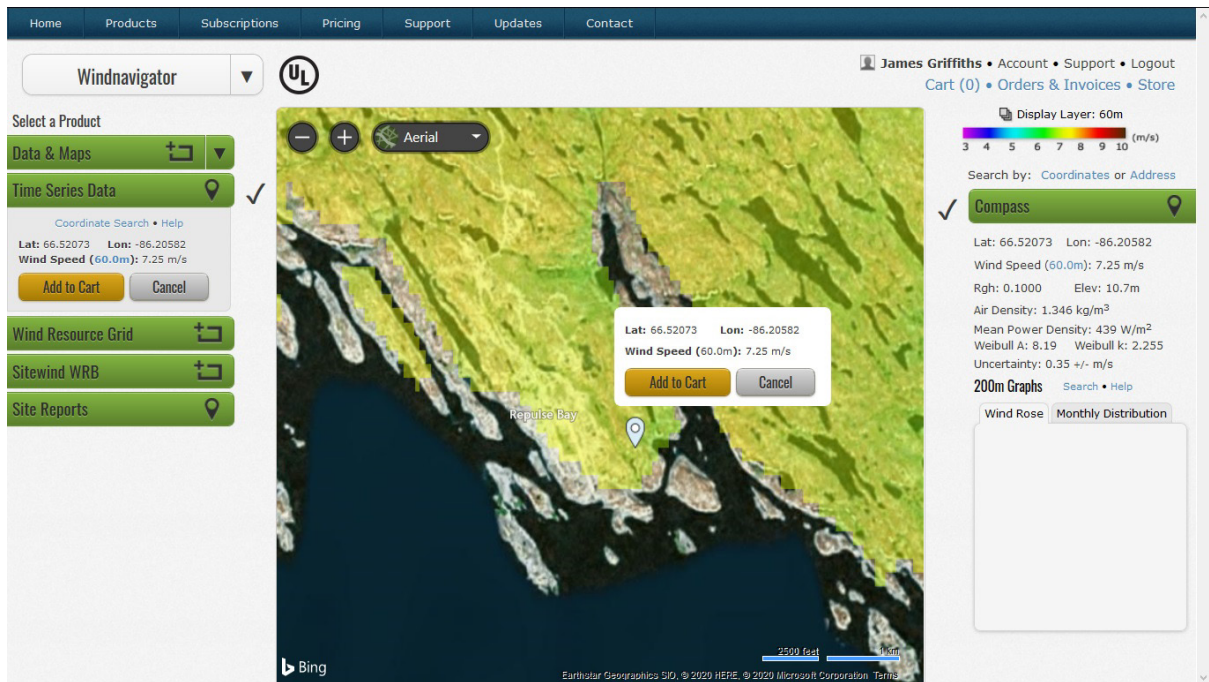 Home Products Subscriptions Pricing Support Updates Contact
Windnavigator ▼
UL
James Griffiths • Account • Support • Logout
Cart (0) • Orders & Invoices • Store
Select a Product
Data & Maps ▼
Time Series Data
Coordinate Search • Help
Lat: 66.52073 Lon: -86.20582
Wind Speed (60.0m): 7.25 m/s
Add to Cart Cancel
Wind Resource Grid
Sitewind WRB
Site Reports
Aerial
Lat: 66.52073 Lon: -86.20582
Wind Speed (60.0m): 7.25 m/s
Add to Cart Cancel
Repulse Bay
2500 feet 1 km
Bing
Earthstar Geographics SIO, © 2020 HERE, © 2020 Microsoft Corporation Terms
Display Layer: 60m
3 4 5 6 7 8 9 10 (m/s)
Search by: Coordinates or Address
Compass
Lat: 66.52073 Lon: -86.20582
Wind Speed (60.0m): 7.25 m/s
Rgh: 0.1000 Elev: 10.7m
Air Density: 1.346 kg/m³
Mean Power Density: 439 W/m²
Weibull A: 8.19 Weibull k: 2.255
Uncertainty: 0.35 +/- m/s
200m Graphs Search • Help
Wind Rose Monthly Distribution